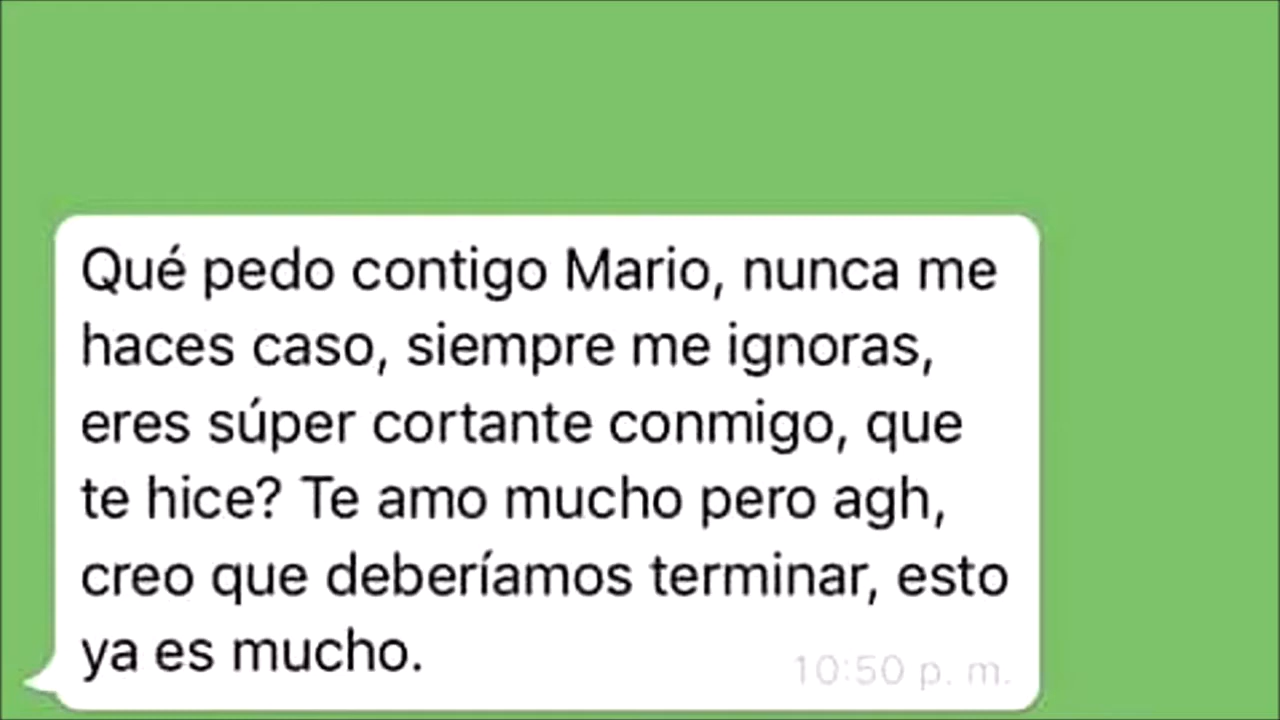 Qué pedo contigo Mario, nunca me
haces caso, siempre me ignoras,
eres súper cortante conmigo, que
te hice? Te amo mucho pero agh,
creo que deberíamos terminar, esto
ya es mucho.
10:50 p. m.